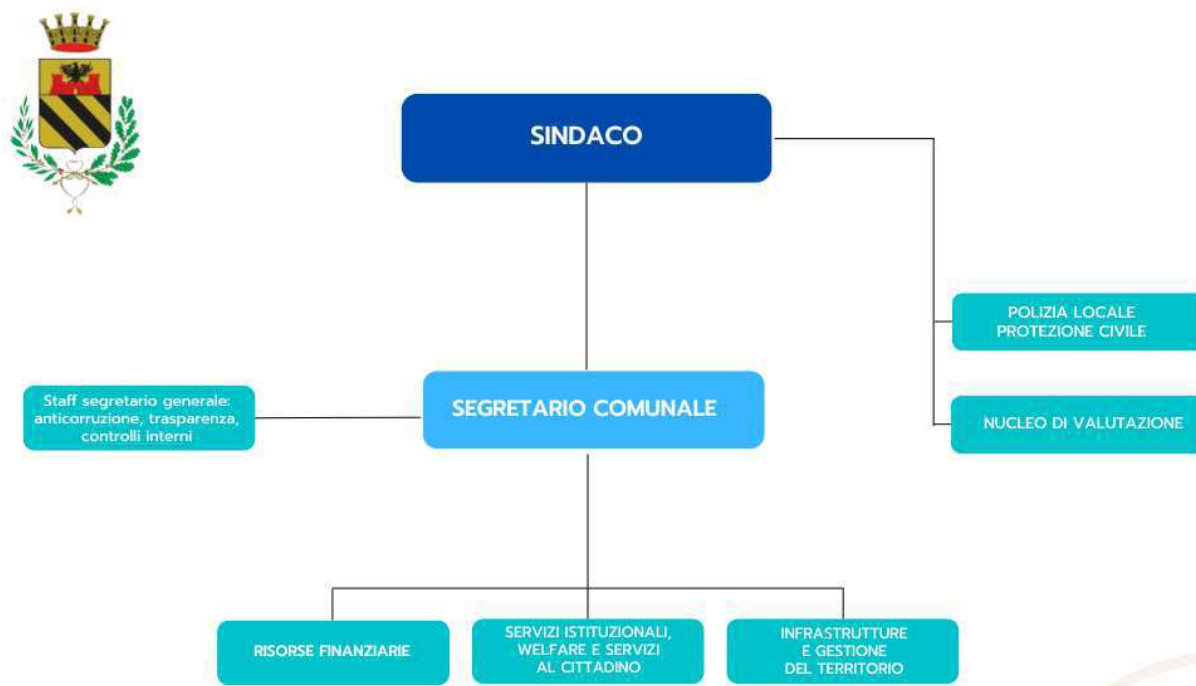 SINDACO
POLIZIA LOCALE
PROTEZIONE CIVILE
Staff segretario generale:
anticorruzione, trasparenza,
controlli interni
SEGRETARIO COMUNALE
NUCLEO DI VALUTAZIONE
RISORSE FINANZIARIE
SERVIZI ISTITUZIONALI,
WELFARE E SERVIZI
AL CITTADINO
INFRASTRUTTURE
E GESTIONE
DEL TERRITORIO